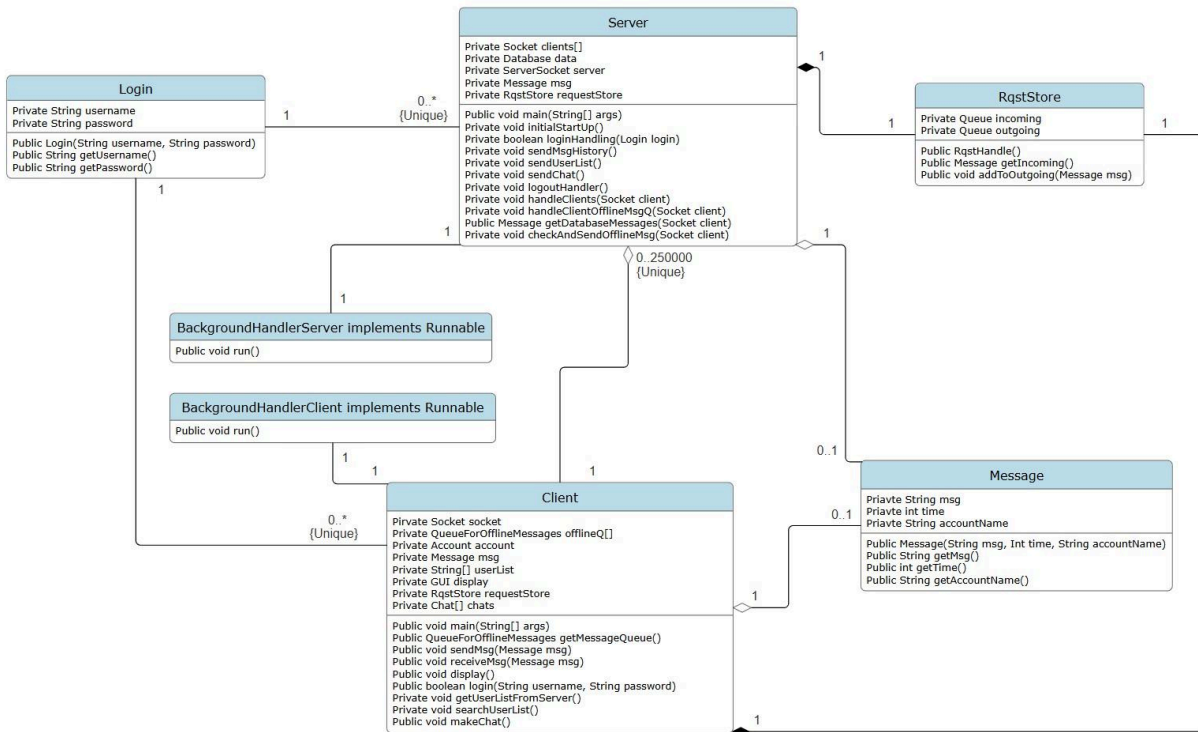 Server
Private Socket clients[]
Private Database data
Private ServerSocket server
Private Message msg
Private RqstStore requestStore
Public void main(String[] args)
Private void initialStartUp()
Private boolean loginHandling(Login login)
Private void sendMsgHistory()
Private void sendUserList()
Private void sendChat()
Private void logoutHandler()
Private void handleClients(Socket client)
Private void handleClientOfflineMsgQ(Socket client)
Public Message getDatabaseMessages(Socket client)
Private void checkAndSendOfflineMsg(Socket client)
Login
Private String username
Private String password
Public Login(String username, String password)
Public String getUsername()
Public String getPassword()
1
0..*
{Unique}
1
1
RqstStore
Private Queue incoming
Private Queue outgoing
Public RqstHandle()
Public Message getIncoming()
Public void addToOutgoing(Message msg)
1
1
1
1
0..250000
{Unique}
1
BackgroundHandlerServer implements Runnable
Public void run()
BackgroundHandlerClient implements Runnable
Public void run()
1
1
1
0..*
{Unique}
0..1
Message
Priavte String msg
Priavte int time
Priavte String accountName
Public Message(String msg, Int time, String accountName)
Public String getMsg()
Public int getTime()
Public String getAccountName()
0..1
Client
Pirvate Socket socket
Private QueueForOfflineMessages offlineQ[]
Private Account account
Private Message msg
Private String[] userList
Private GUI display
Private RqstStore requestStore
Private Chat[] chats
Public void main(String[] args)
Public QueueForOfflineMessages getMessageQueue()
Public void sendMsg(Message msg)
Public void receiveMsg(Message msg)
Public void display()
Public boolean login(String username, String password)
Private void getUserListFromServer()
Private void searchUserList()
Public void makeChat()
1
1